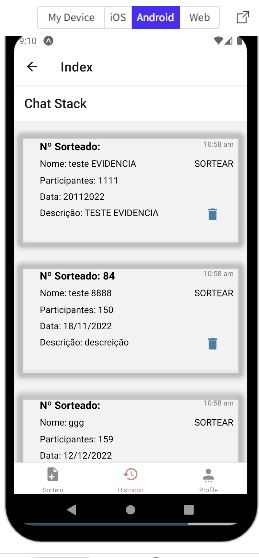 My Device iOS Android Web
9:10
Index
Chat Stack
Nº Sorteado: 10:58 am
Nome: teste EVIDENCIA SORTEAR
Participantes: 1111
Data: 20112022
Descrição: TESTE EVIDENCIA
Nº Sorteado: 84 10:58 am
Nome: teste 8888 SORTEAR
Participantes: 150
Data: 18/11/2022
Descrição: descreição
Nº Sorteado: 10:58 am
Nome: ggg SORTEAR
Participantes: 159
Data: 12/12/2022
Sorteio Historico Profile